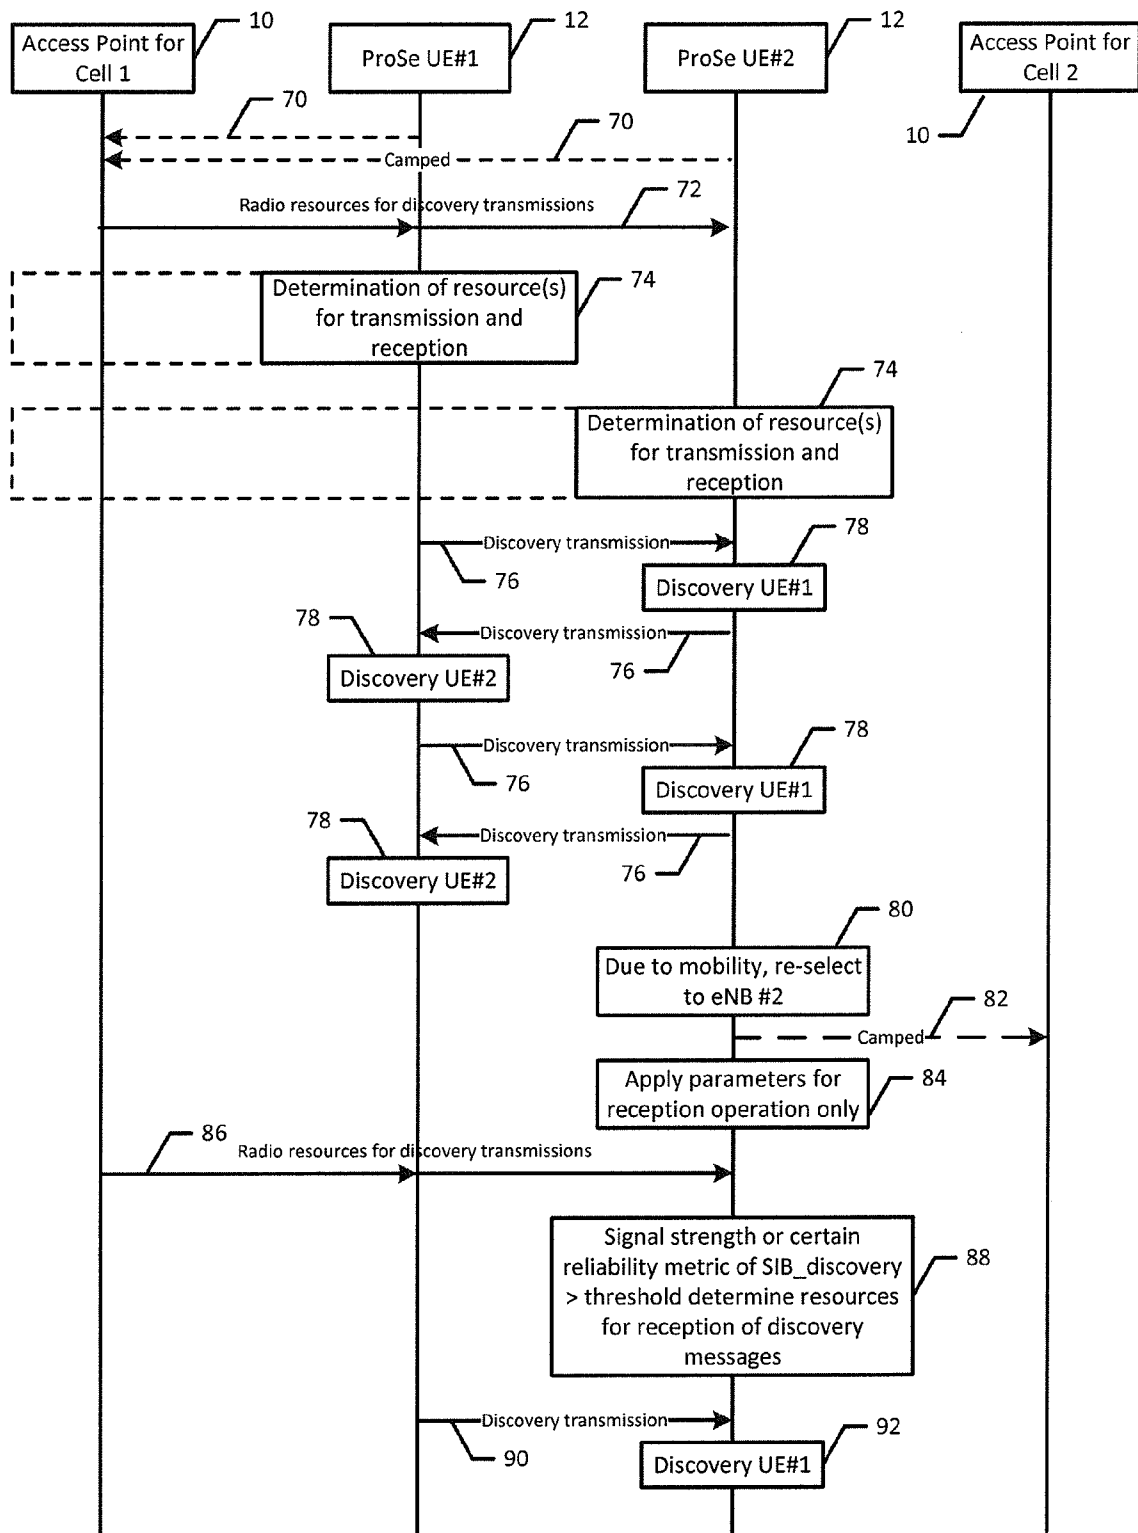 10
12
12
Access Point for
Cell 1
ProSe UE#1
ProSe UE#2
Access Point for
Cell 2
10
70
70
Camped
72
Radio resources for discovery transmissions
74
Determination of resource(s)
for transmission and
reception
74
Determination of resource(s)
for transmission and
reception
78
Discovery transmission
76
Discovery UE#1
78
Discovery transmission
76
Discovery UE#2
78
Discovery transmission
76
Discovery UE#1
78
Discovery transmission
76
Discovery UE#2
80
Due to mobility, re-select
to eNB #2
82
Camped
84
Apply parameters for
reception operation only
86
Radio resources for discovery transmissions
88
Signal strength or certain
reliability metric of SIB_discovery
> threshold determine resources
for reception of discovery
messages
Discovery transmission
90
92
Discovery UE#1